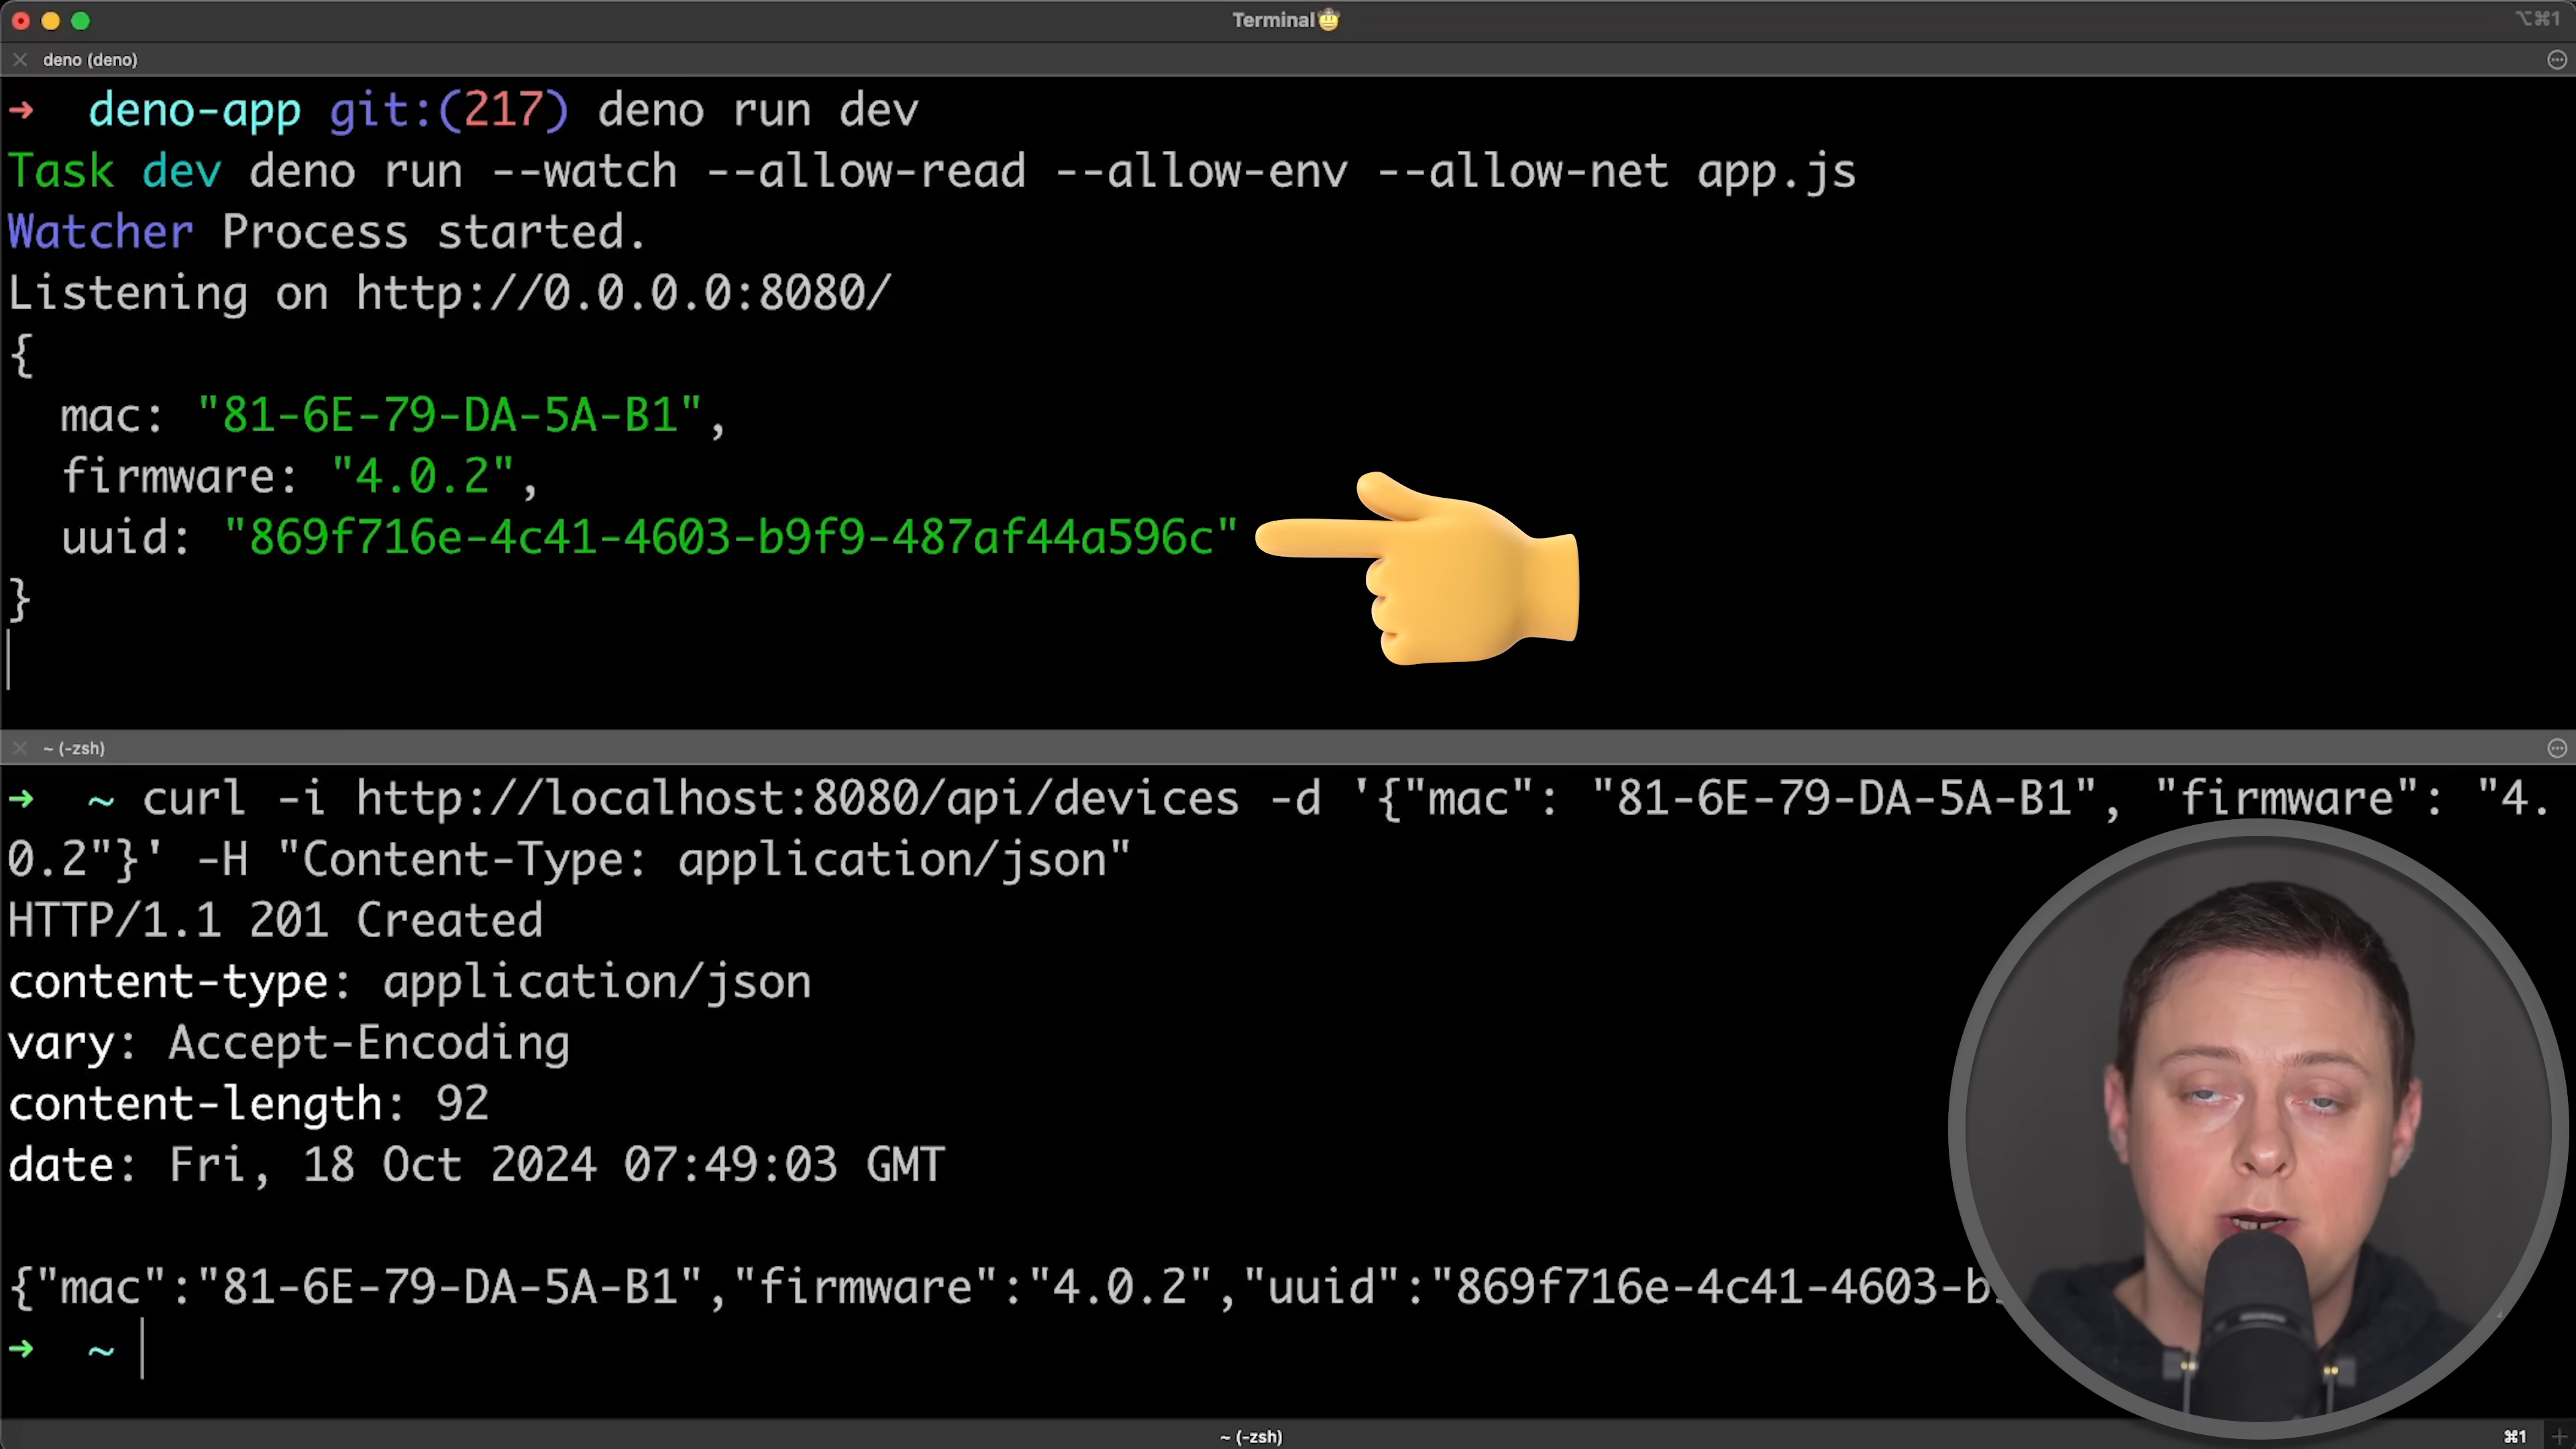 Terminal
⌥⌘1
deno (deno)
➜ deno-app git:(217) deno run dev
Task dev deno run --watch --allow-read --allow-env --allow-net app.js
Watcher Process started.
Listening on http://0.0.0.0:8080/
{
  mac: "81-6E-79-DA-5A-B1",
  firmware: "4.0.2",
  uuid: "869f716e-4c41-4603-b9f9-487af44a596c"
}
~ (-zsh)
➜ ~ curl -i http://localhost:8080/api/devices -d '{"mac": "81-6E-79-DA-5A-B1", "firmware": "4.
0.2"}' -H "Content-Type: application/json"
HTTP/1.1 201 Created
content-type: application/json
vary: Accept-Encoding
content-length: 92
date: Fri, 18 Oct 2024 07:49:03 GMT
{"mac":"81-6E-79-DA-5A-B1","firmware":"4.0.2","uuid":"869f716e-4c41-4603-b
➜ ~
~ (-zsh)
⌘1